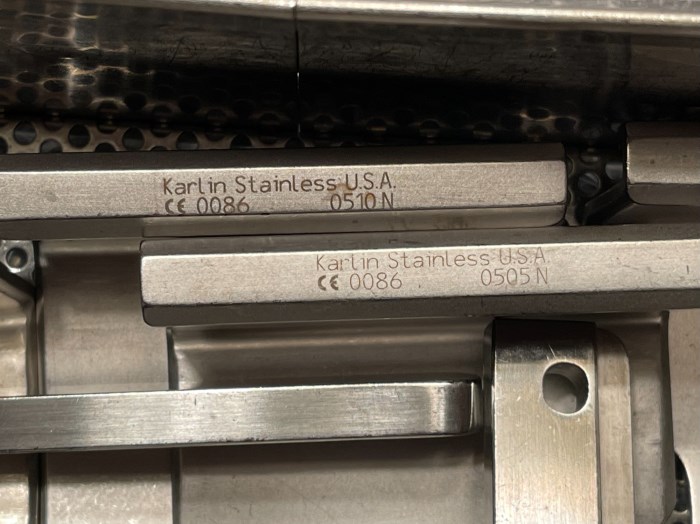 Karlin Stainless U.S.A.
CE 0086 0510 N
Karlin Stainless U.S.A.
CE 0086 0505 N